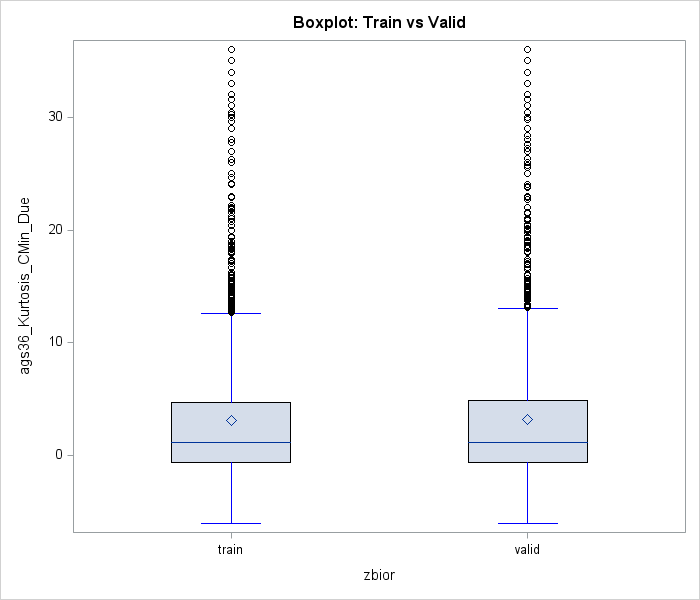 Boxplot: Train vs Valid
ags36_Kurtosis_CMin_Due
30
20
10
0
train
valid
zbior